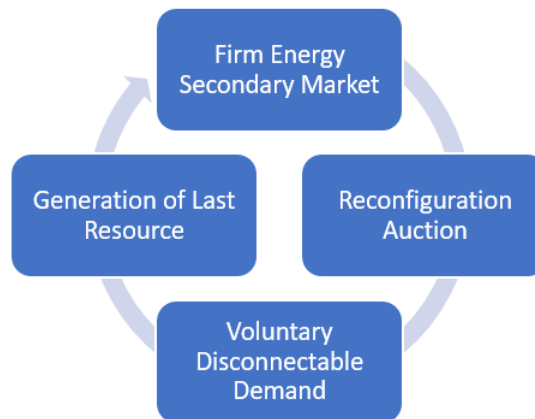 Firm Energy
Secondary Market
Generation of Last
Resource
Reconfiguration
Auction
Voluntary
Disconnectable
Demand